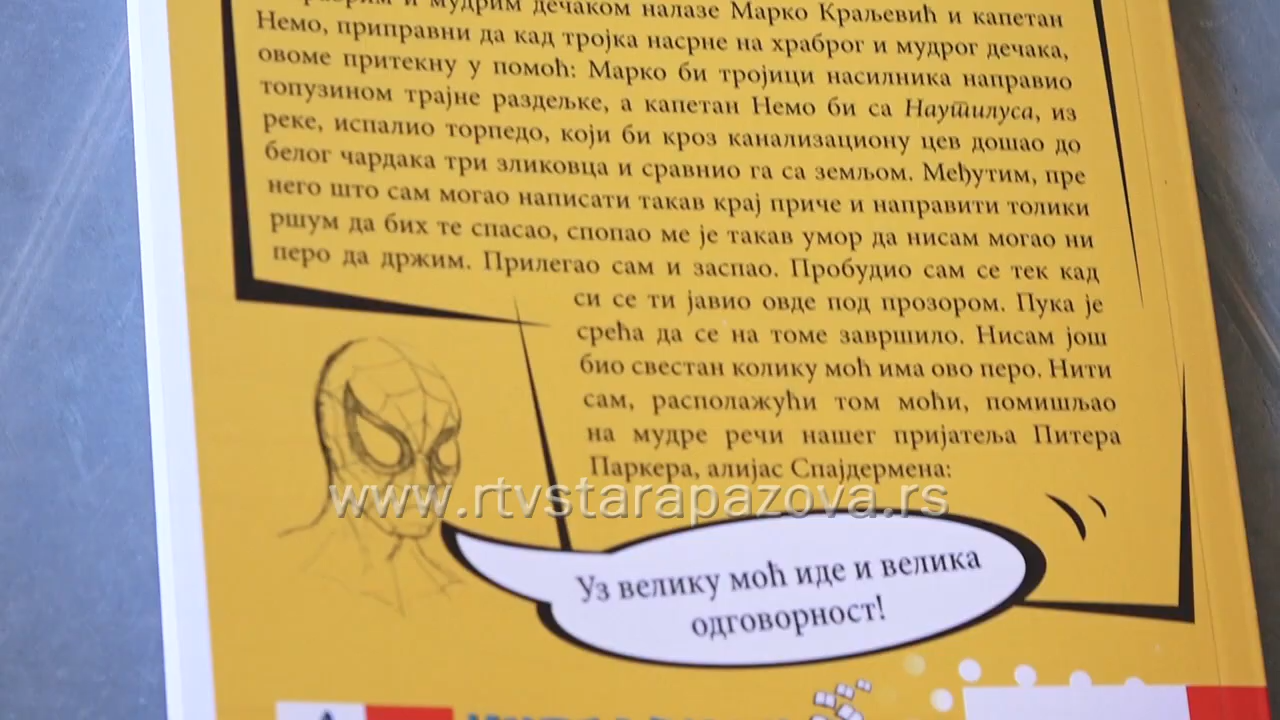 и мудрим дечаком налазе Марко Краљевић и капетан
Немо, приправни да кад тројка насрне на храброг и мудрог дечака,
овоме притекну у помоћ: Марко би тројици насилника направио
топузином трајне раздељке, а капетан Немо би са Наутилуса, из
реке, испалио торпедо, који би кроз канализациону цев дошао до
белог чардака три зликовца и сравнио га са земљом. Међутим, пре
него што сам могао написати такав крај приче и направити толики
ршум да бих те спасао, спопао ме је такав умор да нисам могао ни
перо да држим. Прилегао сам и заспао. Пробудио сам се тек кад
си се ти јавио овде под прозором. Пука је
срећа да се на томе завршило. Нисам још
био свестан колику моћ има ово перо. Нити
сам, располажући том моћи, помишљао
на мудре речи нашег пријатеља Питера
Паркера, алијас Спајдермена:
www.rtvstarapazova.rs
Уз велику моћ иде и велика
одговорност!